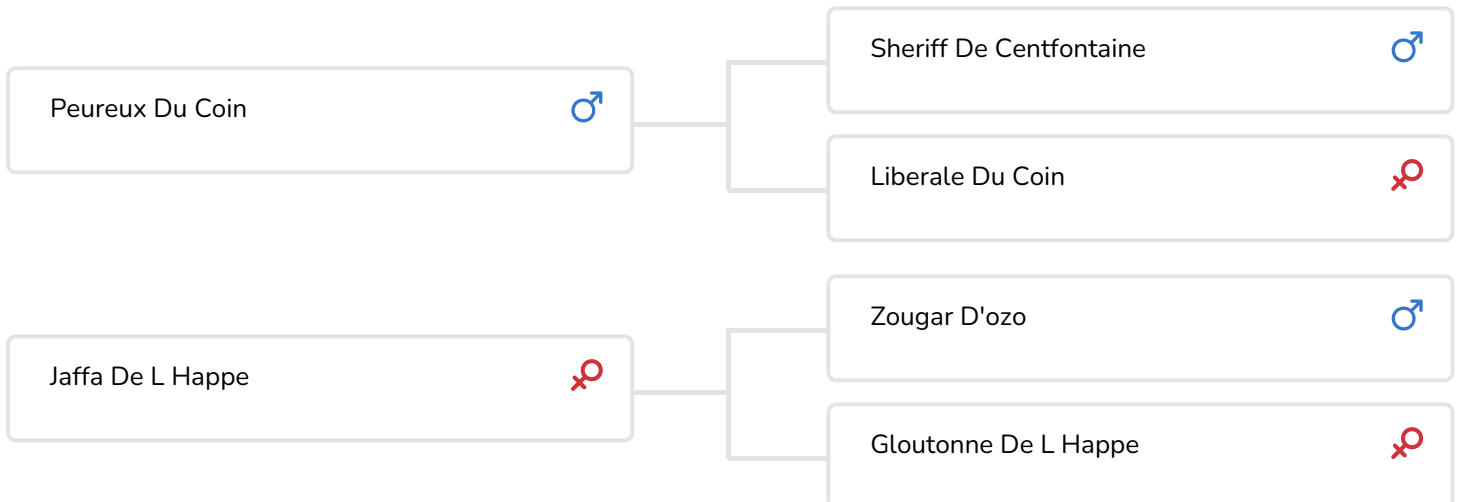 Sheriff De Centfontaine
Peureux Du Coin
Liberale Du Coin
Zougar D'ozo
Jaffa De L Happe
Gloutonne De L Happe